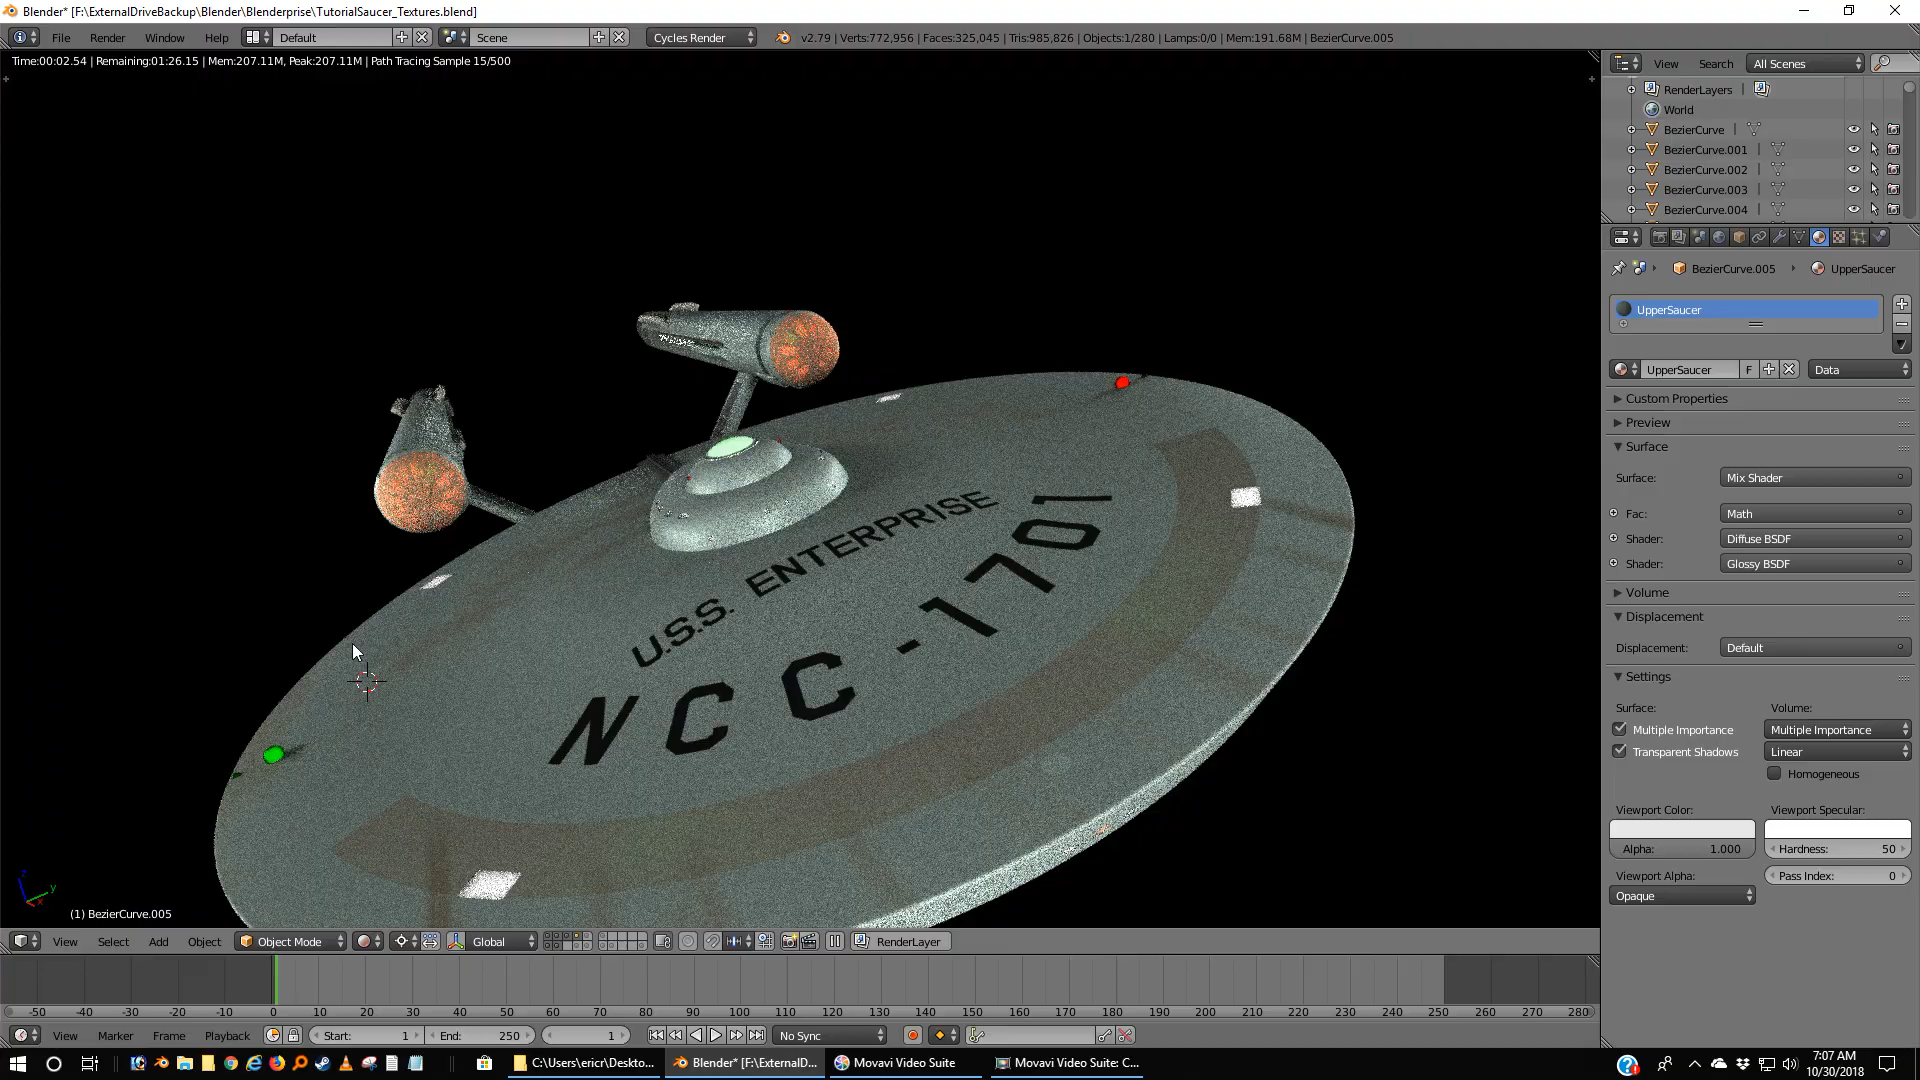 Blender* [F:\ExternalDriveBackup\Blender\Blenderprise\TutorialSaucer_Textures.blend]
File Render Window Help Default Scene Cycles Render v2.79 | Verts:772,956 | Faces:325,045 | Tris:985,826 | Objects:1/280 | Lamps:0/0 | Mem:191.68M | BezierCurve.005
Time:00:02.54 | Remaining:01:26.15 | Mem:207.11M, Peak:207.11M | Path Tracing Sample 15/500
View Search All Scenes
RenderLayers |
World
BezierCurve |
BezierCurve.001 |
BezierCurve.002 |
BezierCurve.003 |
BezierCurve.004 |
BezierCurve.005 UpperSaucer
UpperSaucer
UpperSaucer F Data
Custom Properties
Preview
Surface
Surface: Mix Shader
Fac: Math
Shader: Diffuse BSDF
Shader: Glossy BSDF
Volume
Displacement
Displacement: Default
Settings
Surface: Volume:
Multiple Importance Multiple Importance
Transparent Shadows Linear
Homogeneous
Viewport Color: Viewport Specular:
Alpha: 1.000 Hardness: 50
Viewport Alpha: Pass Index: 0
Opaque
U.S.S. ENTERPRISE
NCC-1701
z y x
(1) BezierCurve.005
View Select Add Object Object Mode Global RenderLayer
-50 -40 -30 -20 -10 0 10 20 30 40 50 60 70 80 90 100 110 120 130 140 150 160 170 180 190 200 210 220 230 240 250 260 270 280
View Marker Frame Playback Start: 1 End: 250 1 No Sync
C:\Users\ericr\Deskto... Blender* [F:\ExternalD... Movavi Video Suite Movavi Video Suite: C...
7:07 AM
10/30/2018